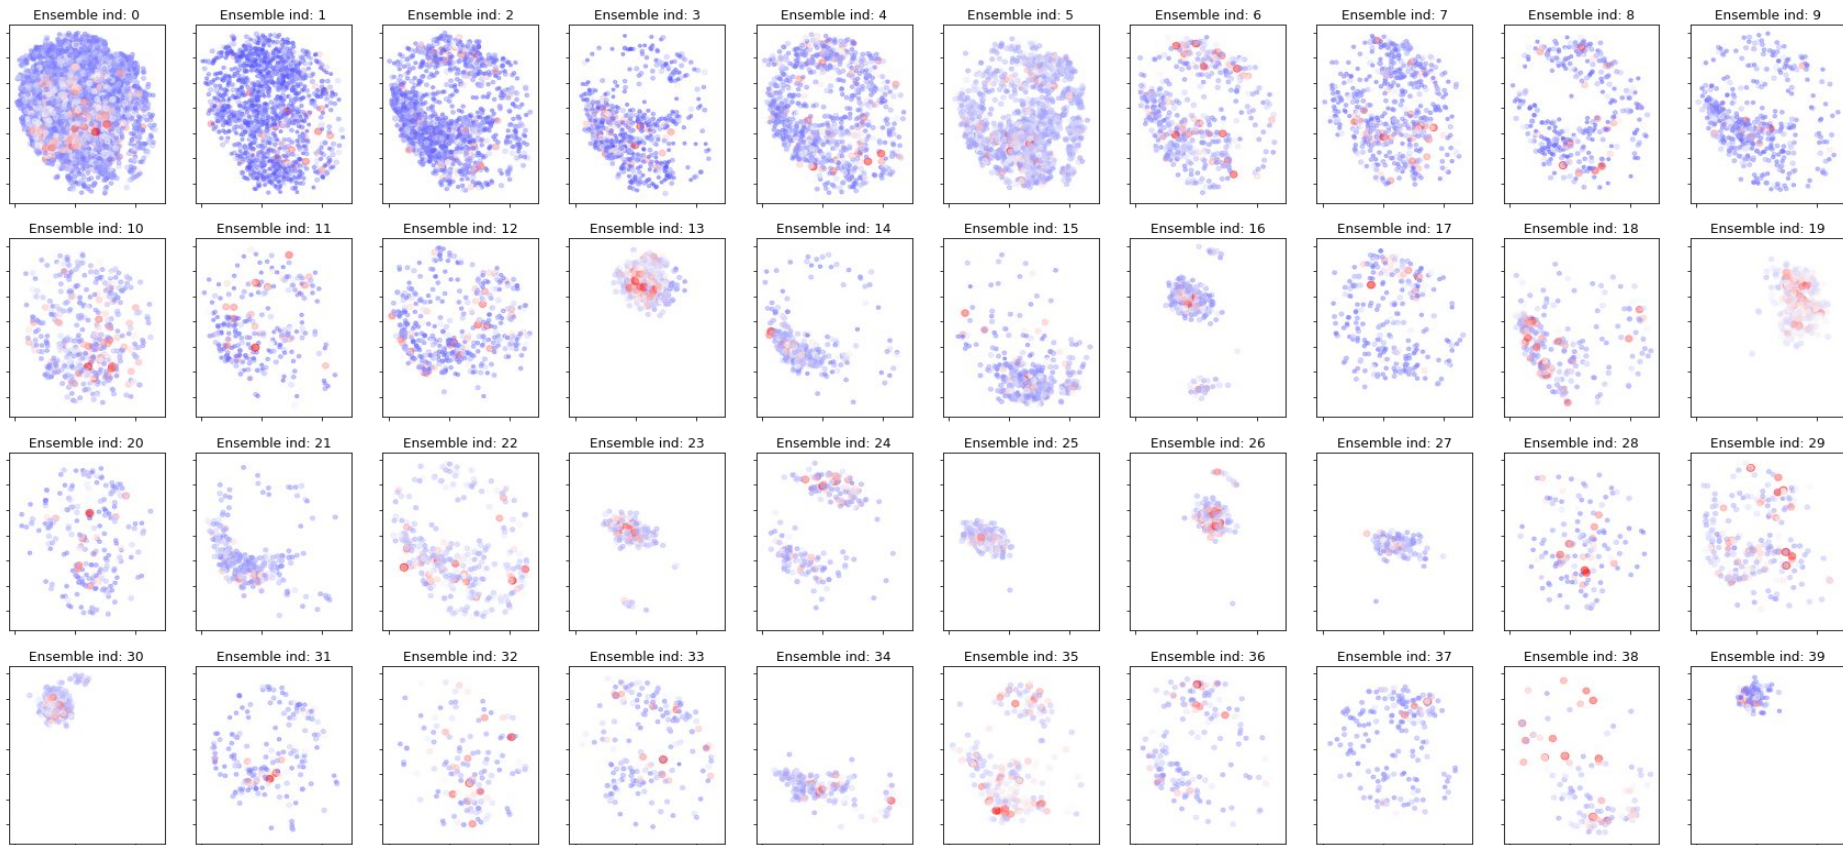 Ensemble ind: 0
Ensemble ind: 1
Ensemble ind: 2
Ensemble ind: 3
Ensemble ind: 4
Ensemble ind: 5
Ensemble ind: 6
Ensemble ind: 7
Ensemble ind: 8
Ensemble ind: 9
Ensemble ind: 10
Ensemble ind: 11
Ensemble ind: 12
Ensemble ind: 13
Ensemble ind: 14
Ensemble ind: 15
Ensemble ind: 16
Ensemble ind: 17
Ensemble ind: 18
Ensemble ind: 19
Ensemble ind: 20
Ensemble ind: 21
Ensemble ind: 22
Ensemble ind: 23
Ensemble ind: 24
Ensemble ind: 25
Ensemble ind: 26
Ensemble ind: 27
Ensemble ind: 28
Ensemble ind: 29
Ensemble ind: 30
Ensemble ind: 31
Ensemble ind: 32
Ensemble ind: 33
Ensemble ind: 34
Ensemble ind: 35
Ensemble ind: 36
Ensemble ind: 37
Ensemble ind: 38
Ensemble ind: 39